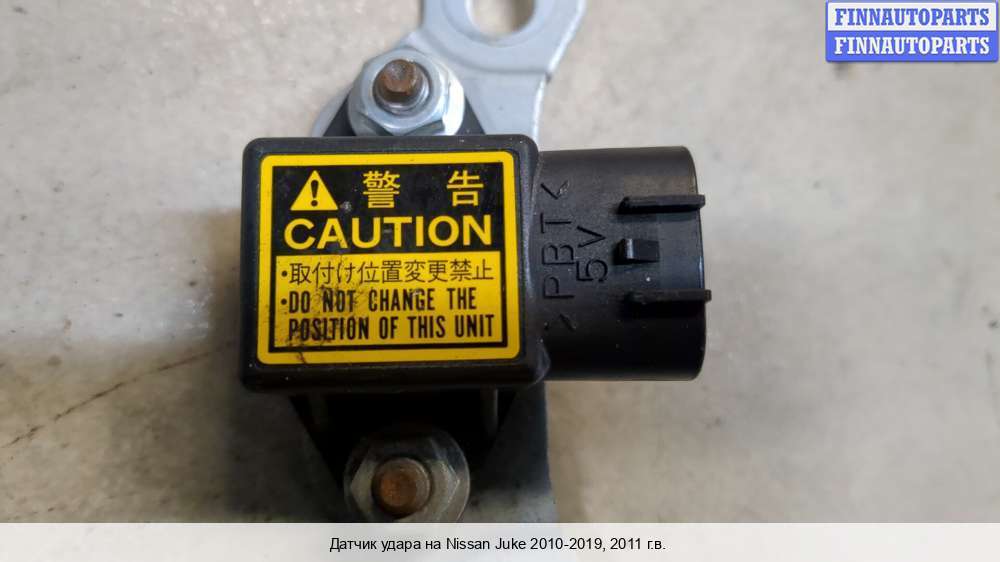 FINNAUTOPARTS
FINNAUTOPARTS
警告
CAUTION
・取付け位置変更禁止
・DO NOT CHANGE THE
POSITION OF THIS UNIT
>PBT<
5V
Датчик удара на Nissan Juke 2010-2019, 2011 г.в.